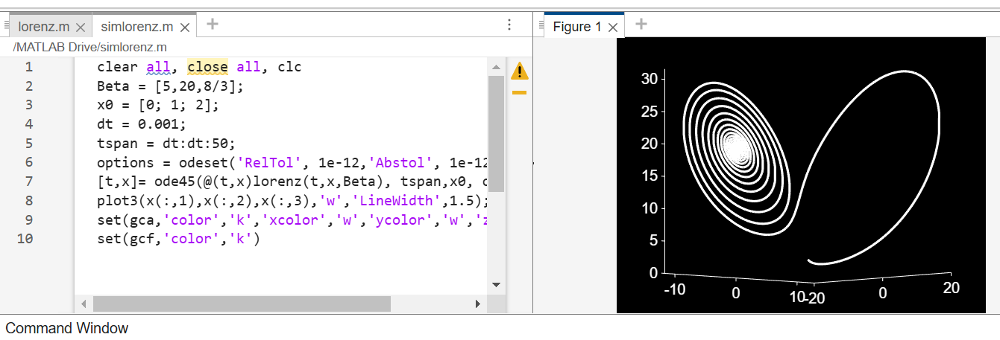 lorenz.m × simlorenz.m × +
/MATLAB Drive/simlorenz.m
1 clear all, close all, clc
2 Beta = [5,20,8/3];
3 x0 = [0; 1; 2];
4 dt = 0.001;
5 tspan = dt:dt:50;
6 options = odeset('RelTol', 1e-12,'Abstol', 1e-12
7 [t,x]= ode45(@(t,x)lorenz(t,x,Beta), tspan,x0, o
8 plot3(x(:,1),x(:,2),x(:,3),'w','LineWidth',1.5);
9 set(gca,'color','k','xcolor','w','ycolor','w','z
10 set(gcf,'color','k')
Figure 1 × +
30
25
20
15
10
5
0
-10 0 10 -20 0 20
Command Window